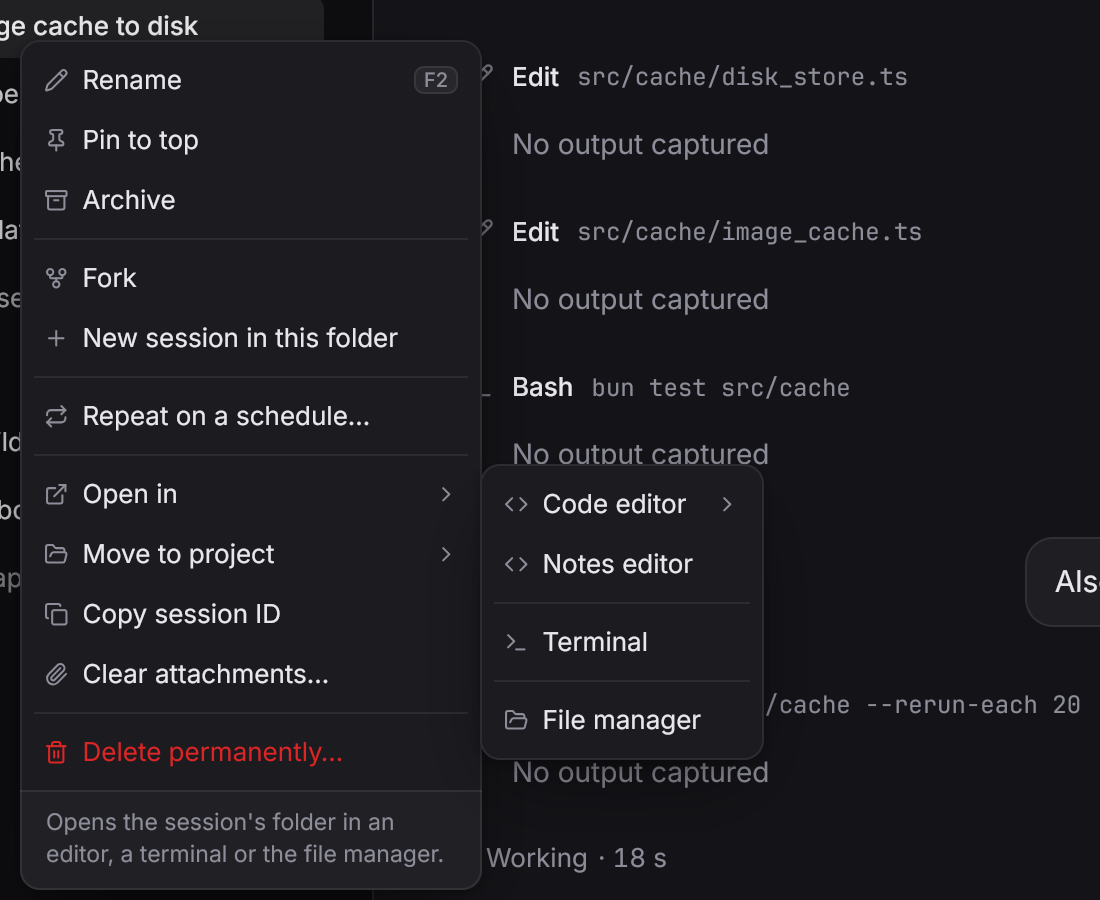 ge cache to disk
Rename F2
Pin to top
Archive
Fork
New session in this folder
Repeat on a schedule...
Open in
Move to project
Copy session ID
Clear attachments...
Delete permanently...
Opens the session's folder in an
editor, a terminal or the file manager.
Code editor
Notes editor
Terminal
File manager
Edit src/cache/disk_store.ts
No output captured
Edit src/cache/image_cache.ts
No output captured
Bash bun test src/cache
No output captured
/cache --rerun-each 20
No output captured
Working · 18 s